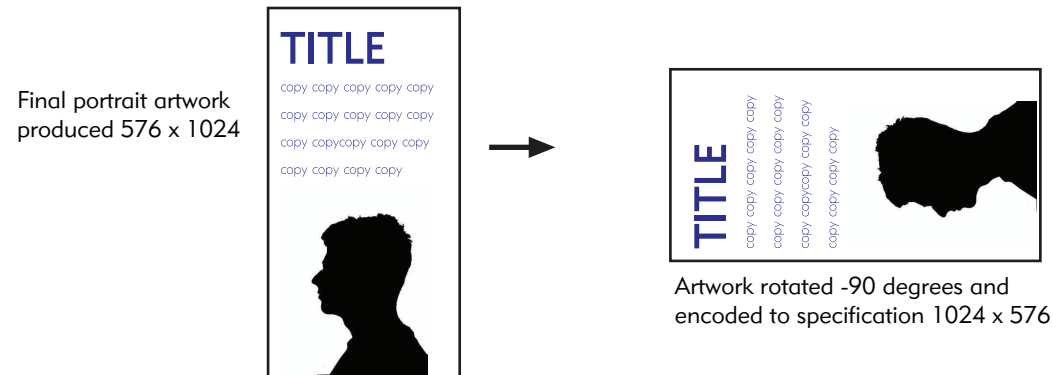 Final portrait artwork
produced 576 x 1024
TITLE
copy copy copy copy copy
copy copy copy copy copy
copy copycopy copy copy
copy copy copy copy
TITLE
copy copy copy copy copy
copy copy copy copy copy
copy copycopy copy copy
copy copy copy copy
Artwork rotated -90 degrees and
encoded to specification 1024 x 576